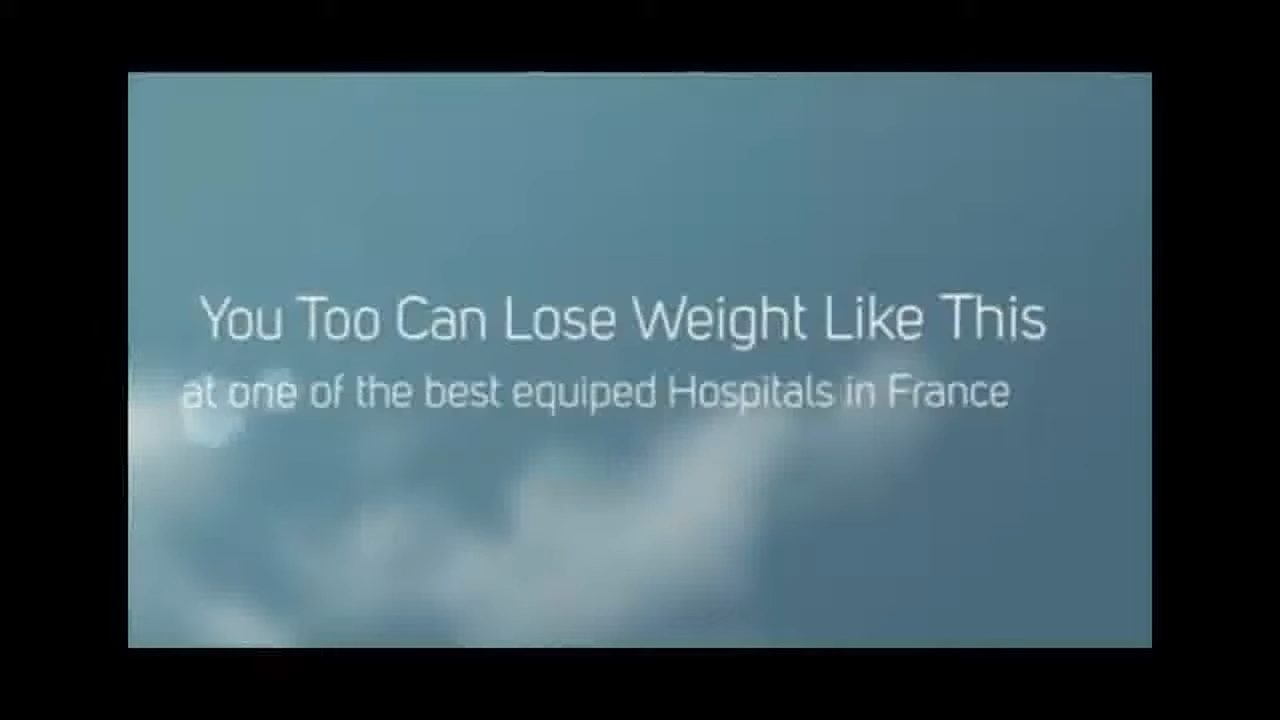 You Too Can Lose Weight Like This
at one of the best equiped Hospitals in France